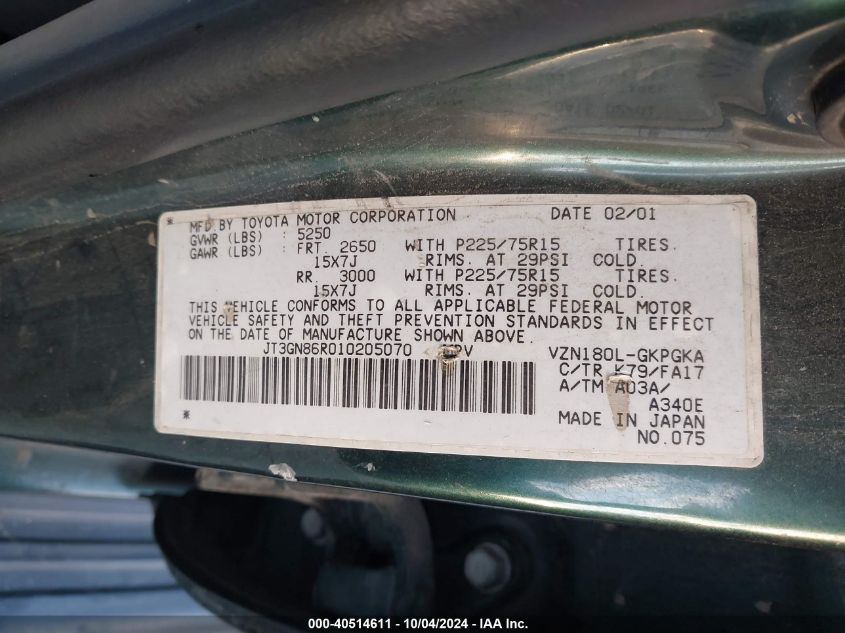 * MFD BY TOYOTA MOTOR CORPORATION DATE 02/01
GVWR (LBS) : 5250
GAWR (LBS) : FRT. 2650 WITH P225/75R15 TIRES.
15X7J RIMS. AT 29PSI COLD.
RR. 3000 WITH P225/75R15 TIRES.
15X7J RIMS. AT 29PSI COLD.
THIS VEHICLE CONFORMS TO ALL APPLICABLE FEDERAL MOTOR
VEHICLE SAFETY AND THEFT PREVENTION STANDARDS IN EFFECT
ON THE DATE OF MANUFACTURE SHOWN ABOVE.
JT3GN86R010205070 VZN180L-GKPGKA
C/TR K79/FA17
A/TM A03A/
A340E
* MADE IN JAPAN
NO.075
000-40514611 - 10/04/2024 - IAA Inc.